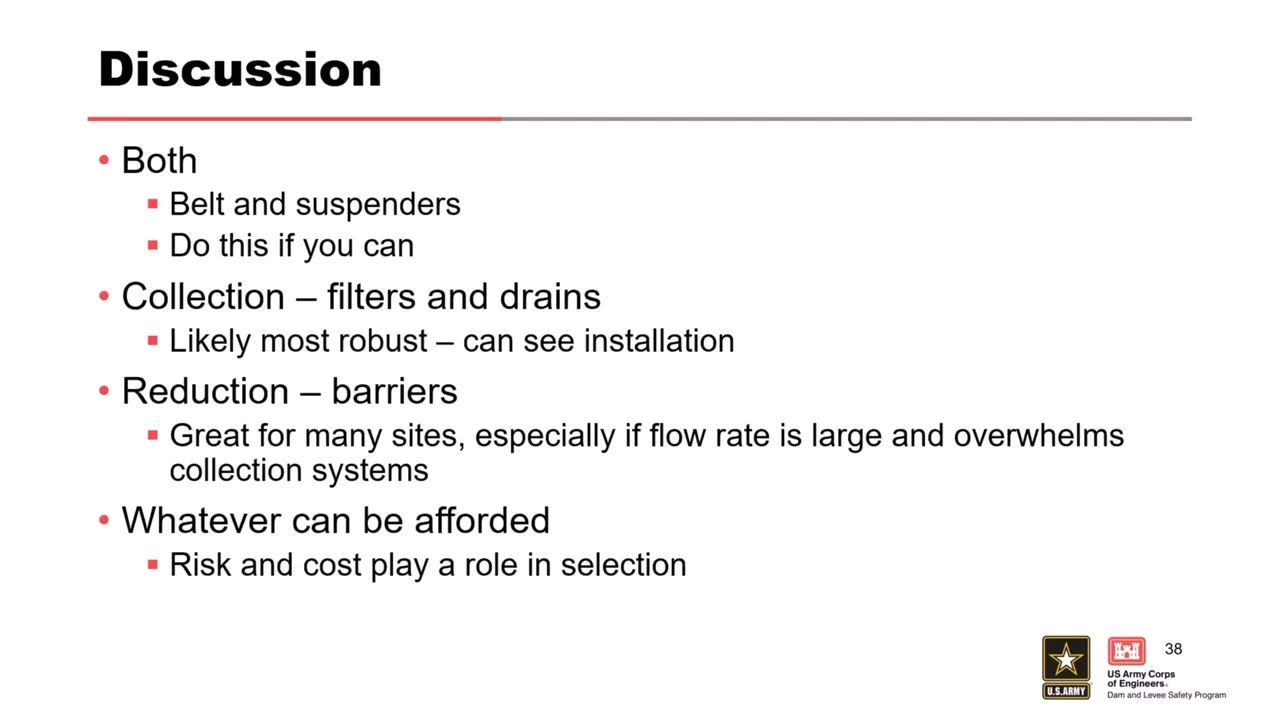 Discussion
• Both
▪ Belt and suspenders
▪ Do this if you can
• Collection – filters and drains
▪ Likely most robust – can see installation
• Reduction – barriers
▪ Great for many sites, especially if flow rate is large and overwhelms
collection systems
• Whatever can be afforded
▪ Risk and cost play a role in selection
38
U.S.ARMY
US Army Corps
of Engineers®
Dam and Levee Safety Program